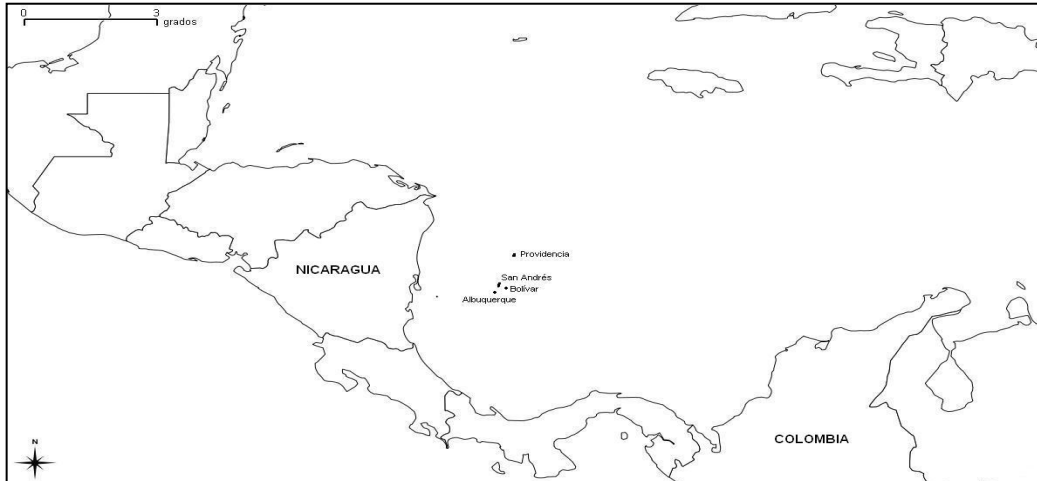 0 3
grados
Providencia
San Andrés
NICARAGUA
Bolívar
Albuquerque
COLOMBIA
N